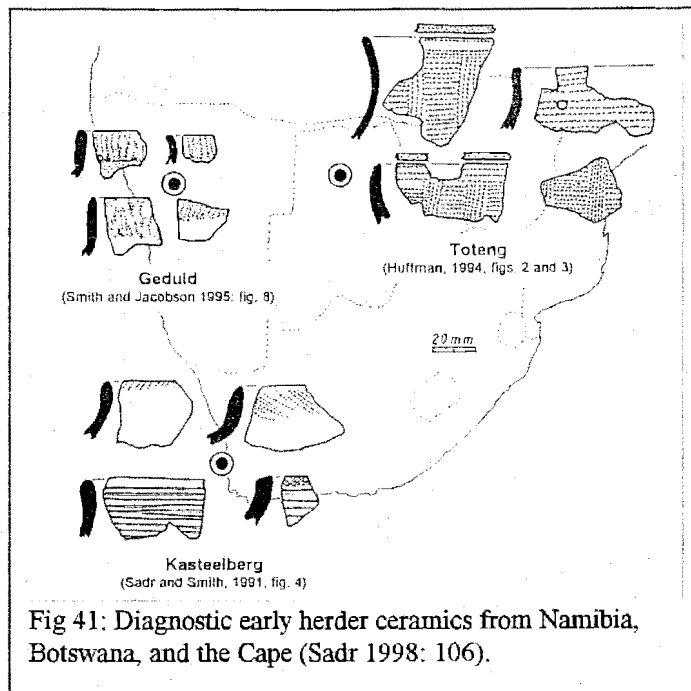 Toteng
(Huffman, 1994, figs. 2 and 3)
Geduld
(Smith and Jacobson 1995: fig. 8)
20 mm
Kasteelberg
(Sadr and Smith, 1991, fig. 4)
Fig 41: Diagnostic early herder ceramics from Namibia,
Botswana, and the Cape (Sadr 1998: 106).